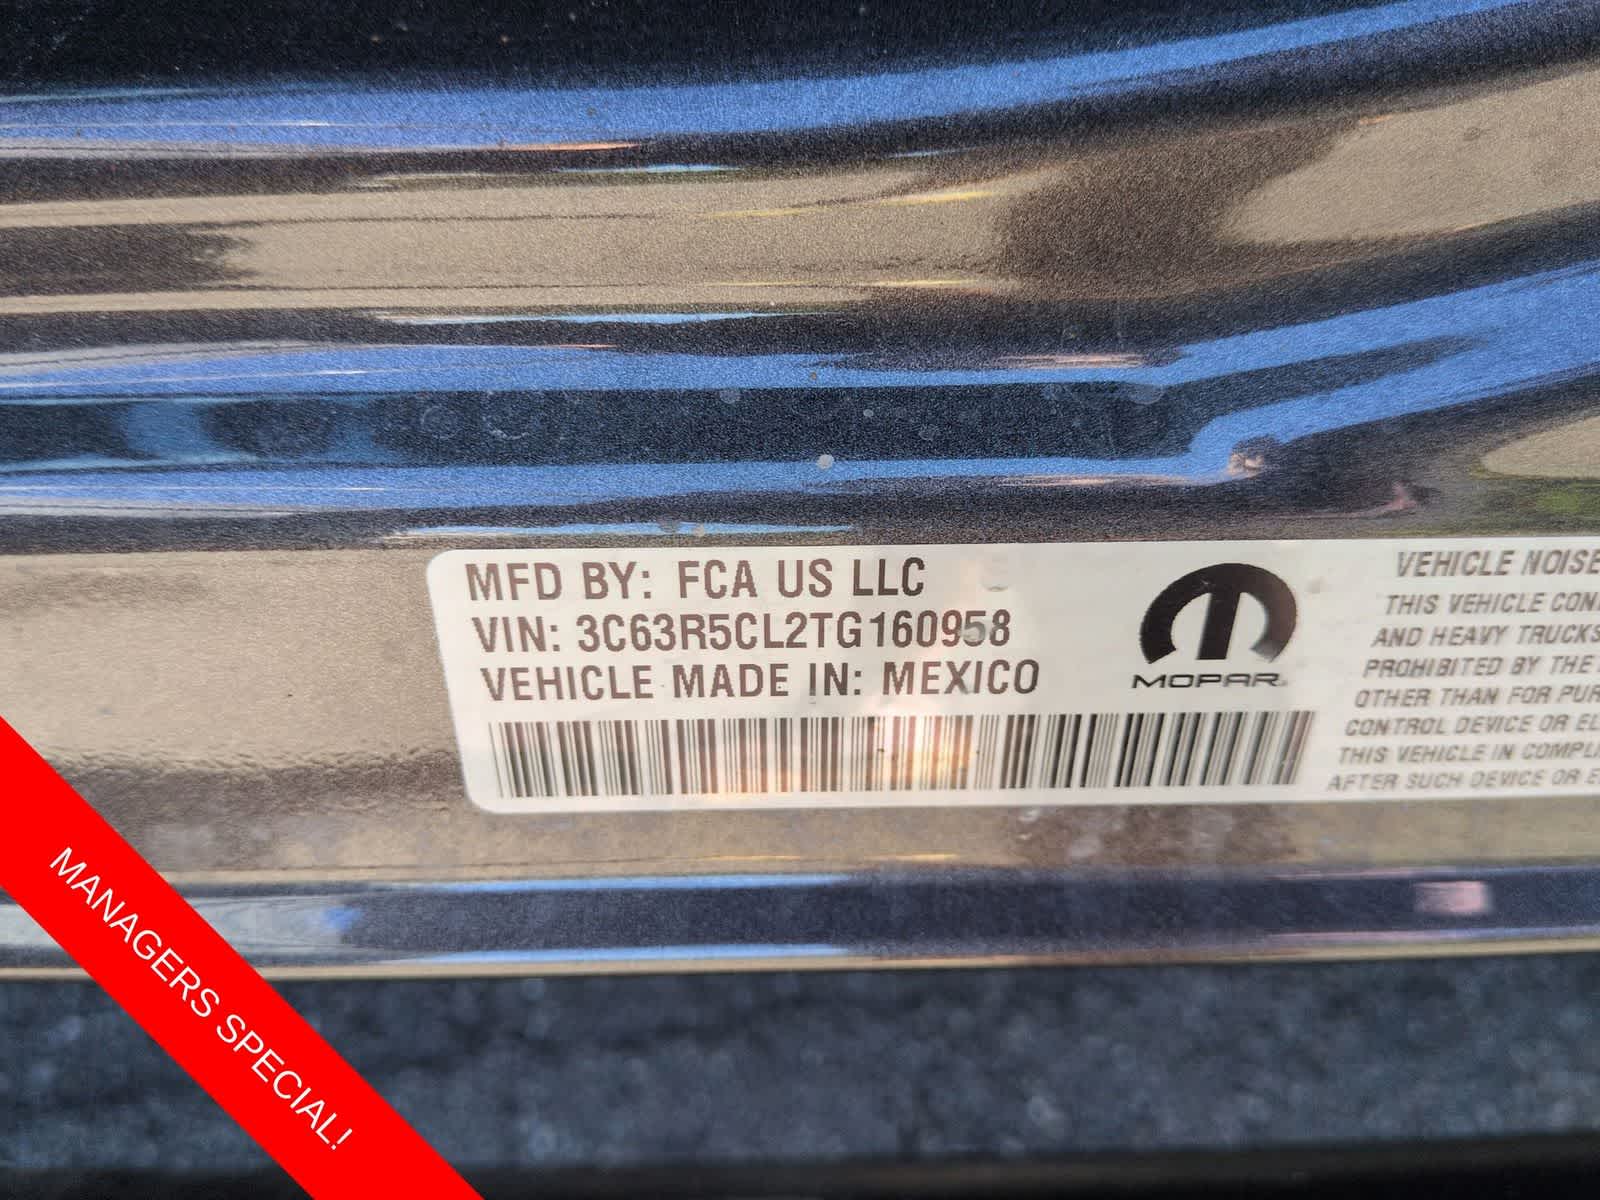 MFD BY: FCA US LLC
VIN: 3C63R5CL2TG160958
VEHICLE MADE IN: MEXICO
MOPAR.
VEHICLE NOISE
THIS VEHICLE
AND HEAVY TRUCKS
PROHIBITED BY THE
OTHER THAN FOR
CONTROL DEVICE OR
THIS VEHICLE IN
AFTER SUCH DEVICE OR
MANAGERS SPECIAL!